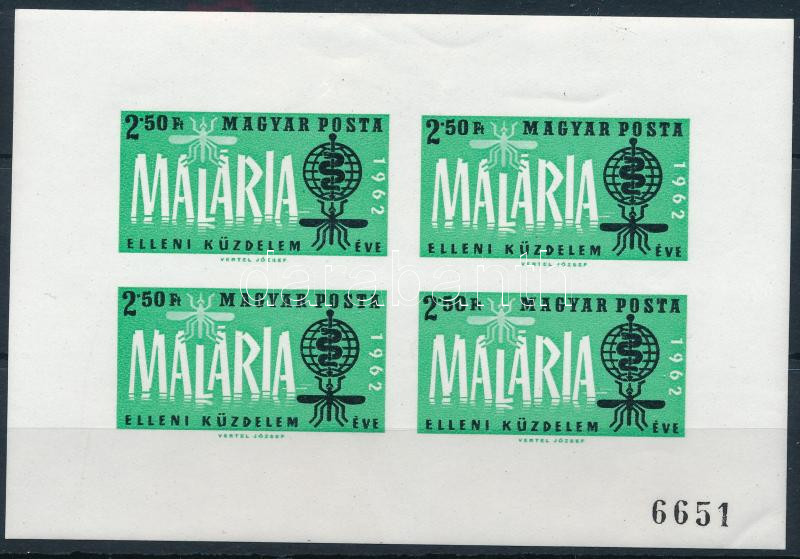 2·50 Ft MAGYAR POSTA
MALÁRIA
1962
ELLENI KÜZDELEM ÉVE
VERTEL JÓZSEF
2·50 Ft MAGYAR POSTA
MALÁRIA
1962
ELLENI KÜZDELEM ÉVE
VERTEL JÓZSEF
darabanth
2·50 Ft MAGYAR POSTA
MALÁRIA
1962
ELLENI KÜZDELEM ÉVE
VERTEL JÓZSEF
2·50 Ft MAGYAR POSTA
MALÁRIA
1962
ELLENI KÜZDELEM ÉVE
VERTEL JÓZSEF
6651